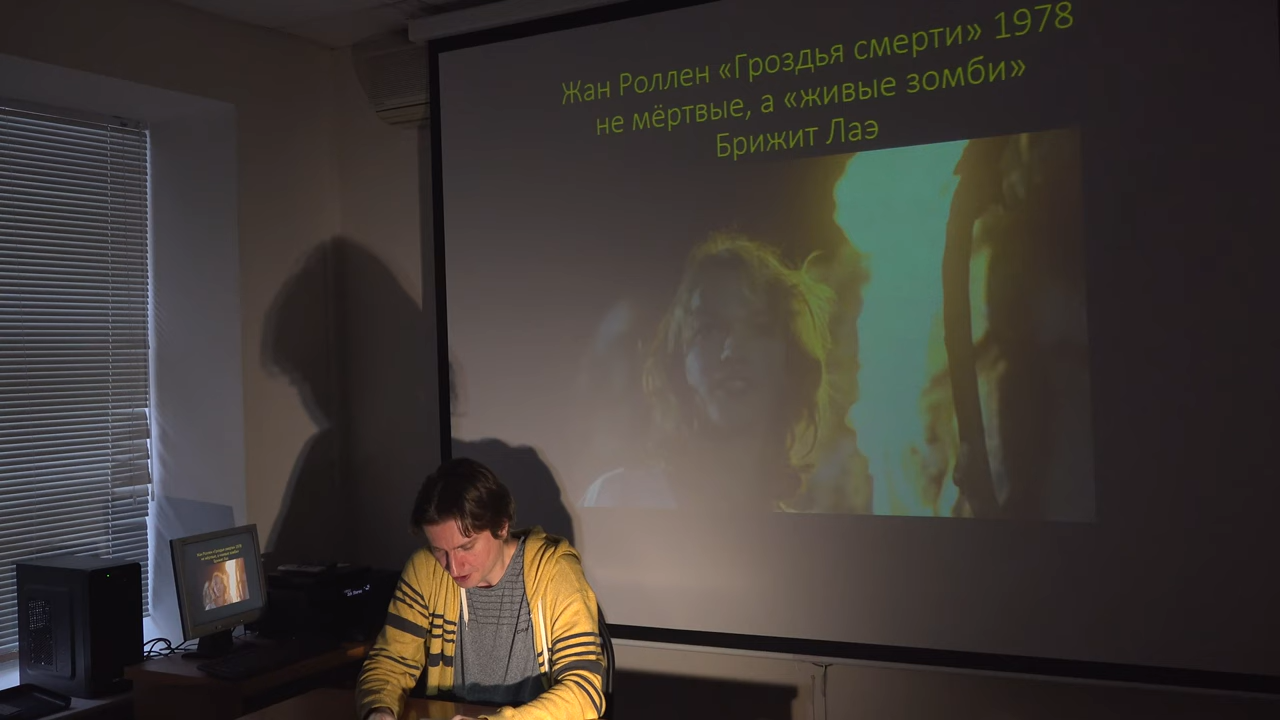 Жан Роллен «Гроздья смерти» 1978
не мёртвые, а «живые зомби»
Брижит Лаэ